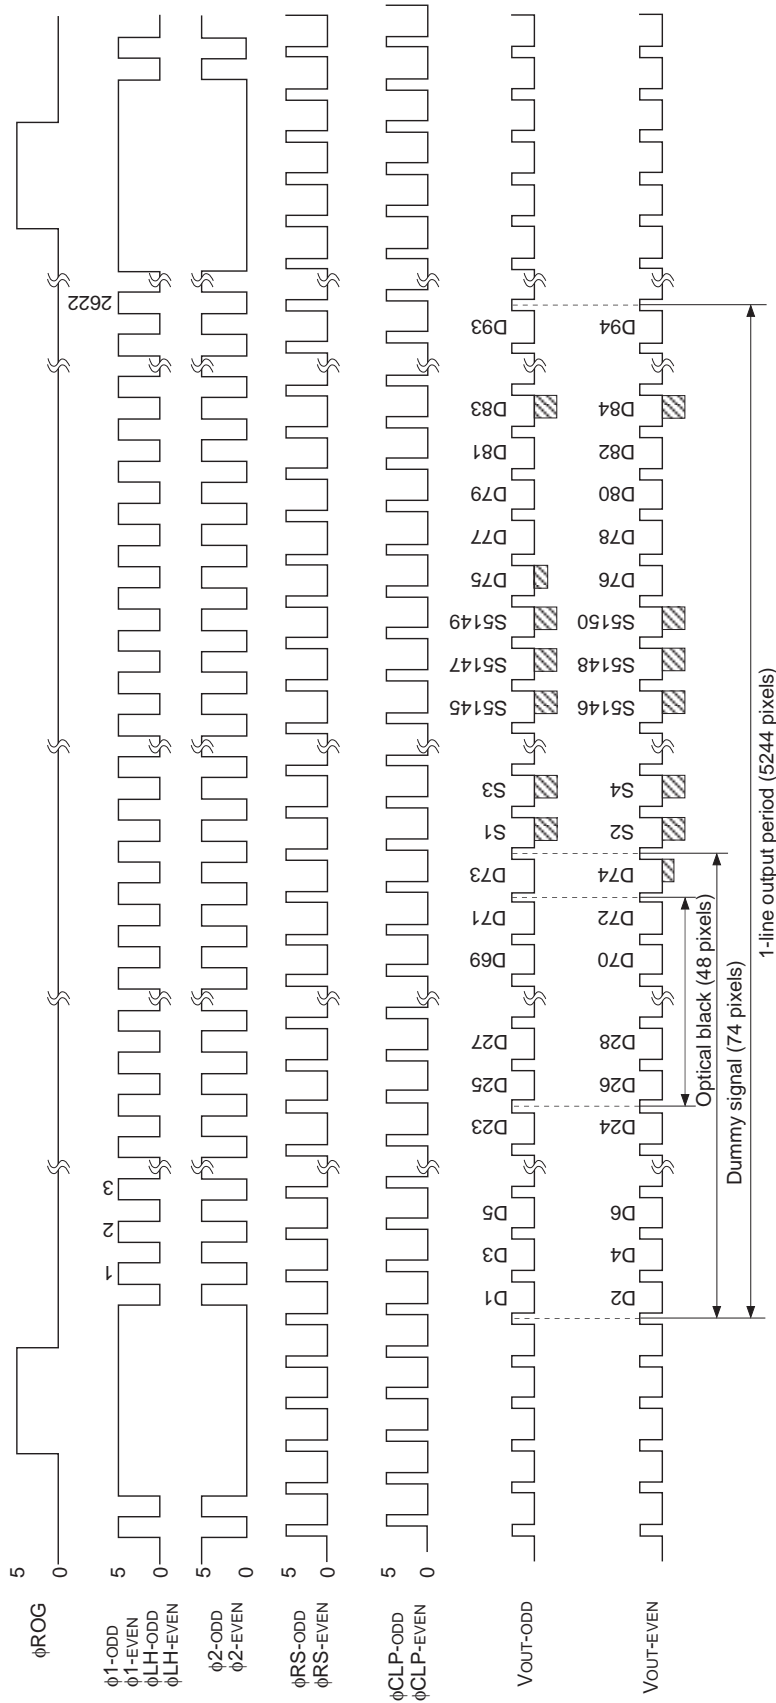 φROG
5
0
φ1-ODD
φ1-EVEN
φLH-ODD
φLH-EVEN
5
0
1
2
3
2622
φ2-ODD
φ2-EVEN
5
0
φRS-ODD
φRS-EVEN
5
0
φCLP-ODD
φCLP-EVEN
5
0
VOUT-ODD
D1
D3
D5
D23
D25
D27
D69
D71
D73
S1
S3
S5145
S5147
S5149
D75
D77
D79
D81
D83
D93
VOUT-EVEN
D2
D4
D6
D24
D26
D28
D70
D72
D74
S2
S4
S5146
S5148
S5150
D76
D78
D80
D82
D84
D94
Optical black (48 pixels)
Dummy signal (74 pixels)
1-line output period (5244 pixels)